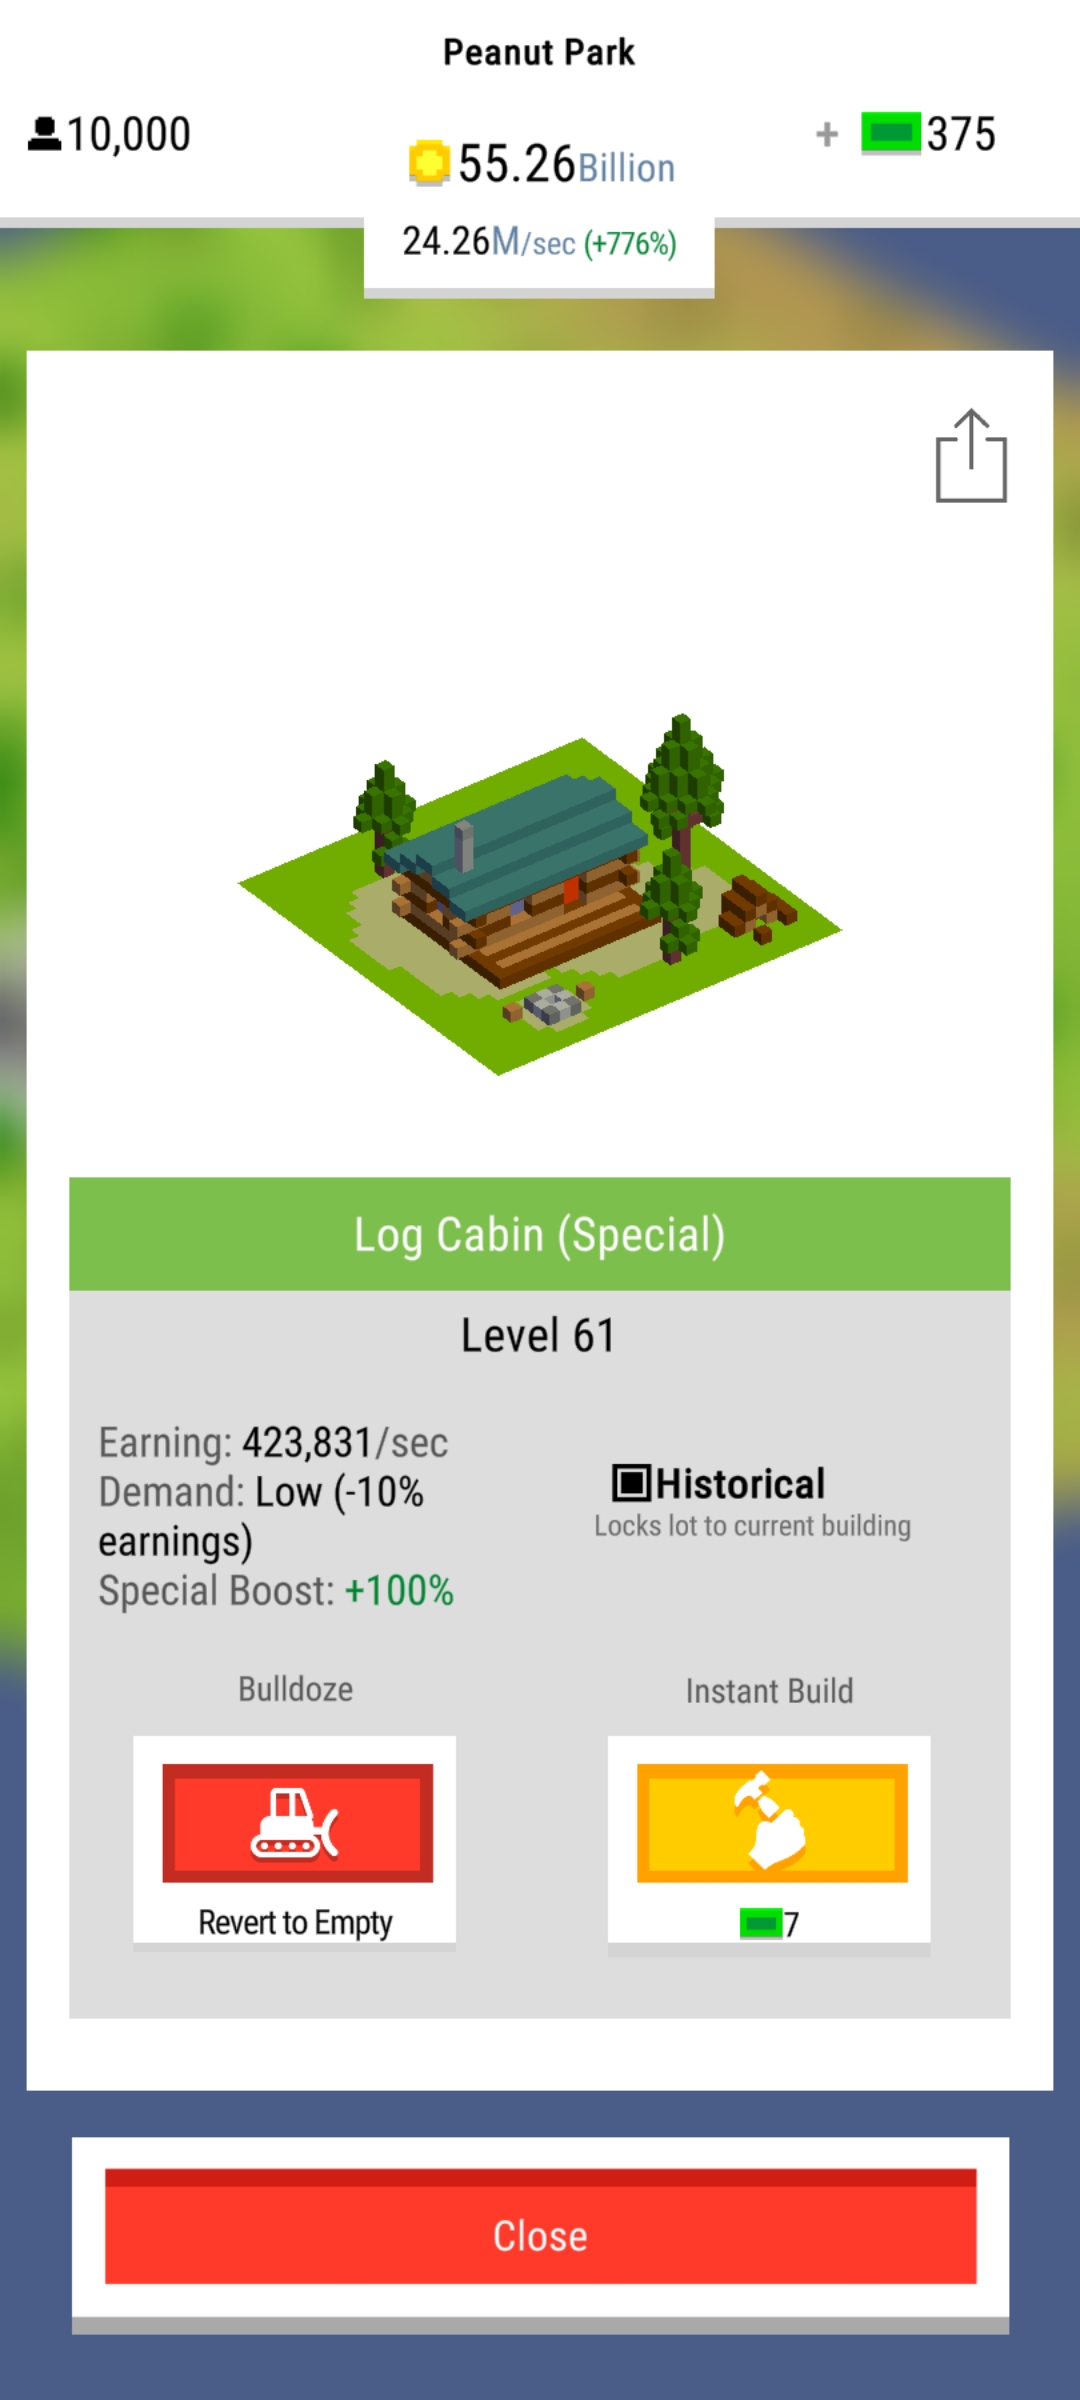 Peanut Park
10,000
55.26Billion
+ 375
24.26M/sec (+776%)
Log Cabin (Special)
Level 61
Earning: 423,831/sec
Demand: Low (-10%
earnings)
Special Boost: +100%
Historical
Locks lot to current building
Bulldoze
Instant Build
Revert to Empty
7
Close